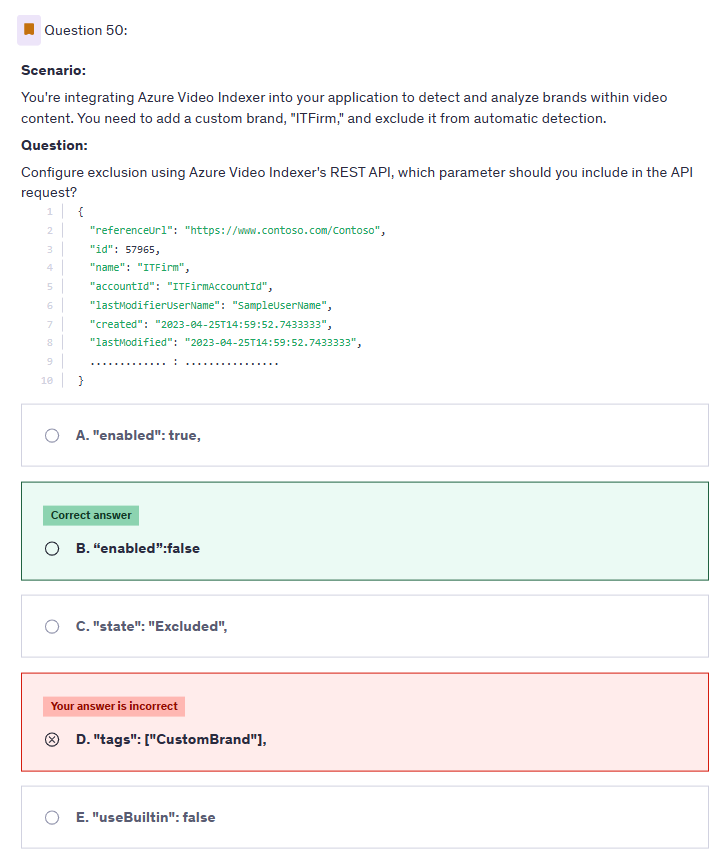 Question 50:
Scenario:
You're integrating Azure Video Indexer into your application to detect and analyze brands within video
content. You need to add a custom brand, "ITFirm," and exclude it from automatic detection.
Question:
Configure exclusion using Azure Video Indexer's REST API, which parameter should you include in the API
request?
1 {
2 "referenceUrl": "https://www.contoso.com/Contoso",
3 "id": 57965,
4 "name": "ITFirm",
5 "accountId": "ITFirmAccountId",
6 "lastModifierUserName": "SampleUserName",
7 "created": "2023-04-25T14:59:52.7433333",
8 "lastModified": "2023-04-25T14:59:52.7433333",
9 ............. : ................
10 }
A. "enabled": true,
Correct answer
B. “enabled”:false
C. "state": "Excluded",
Your answer is incorrect
D. "tags": ["CustomBrand"],
E. "useBuiltin": false